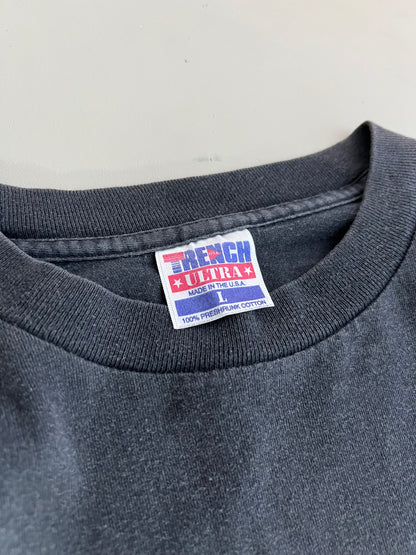 TRENCH
ULTRA
MADE IN THE U.S.A.
L
100% PRESHRUNK COTTON